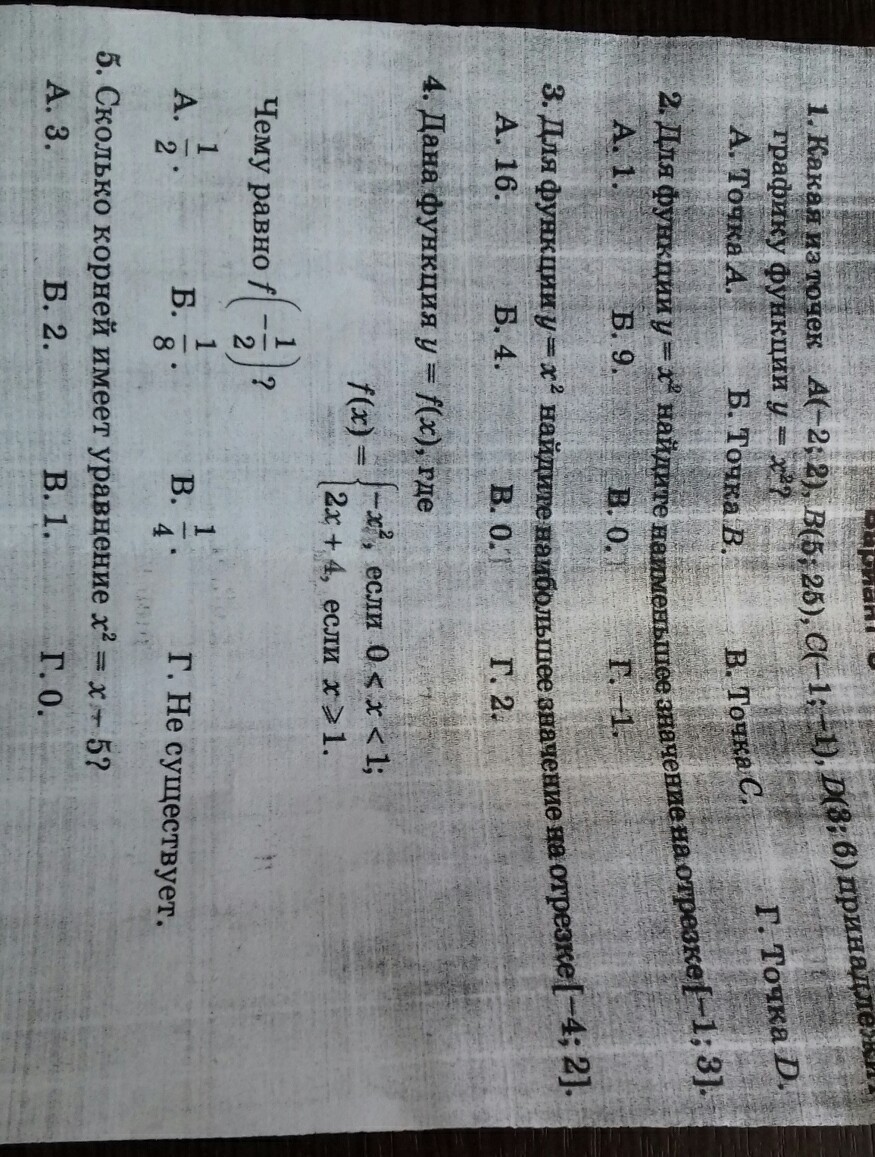 1. Какая из точек A(−2; 2), B(5; 25), C(−1; −1), D(3; 6) принадлежит
графику функции y = x²?
А. Точка A. Б. Точка B. В. Точка C. Г. Точка D.
2. Для функции y = x² найдите наименьшее значение на отрезке [−1; 3].
А. 1. Б. 9. В. 0. Г. −1.
3. Для функции y = x² найдите наибольшее значение на отрезке [−4; 2].
А. 16. Б. 4. В. 0. Г. 2.
4. Дана функция y = f(x), где
f(x) = { −x², если 0 < x < 1;
2x + 4, если x ⩾ 1.
Чему равно f(−1/2)?
А. 1/2. Б. 1/8. В. 1/4. Г. Не существует.
5. Сколько корней имеет уравнение x² = x − 5?
А. 3. Б. 2. В. 1. Г. 0.